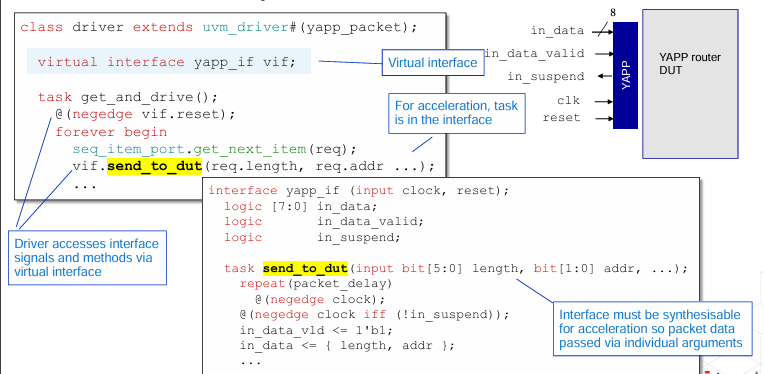 class driver extends uvm_driver#(yapp_packet);
virtual interface yapp_if vif;
Virtual interface
task get_and_drive();
@(negedge vif.reset);
forever begin
seq_item_port.get_next_item(req);
vif.send_to_dut(req.length, req.addr ...);
...
For acceleration, task
is in the interface
8
in_data
in_data_valid
in_suspend
clk
reset
YAPP
YAPP router
DUT
Driver accesses interface
signals and methods via
virtual interface
interface yapp_if (input clock, reset);
logic [7:0] in_data;
logic in_data_valid;
logic in_suspend;
task send_to_dut(input bit[5:0] length, bit[1:0] addr, ...);
repeat(packet_delay)
@(negedge clock);
@(negedge clock iff (!in_suspend));
in_data_vld <= 1'b1;
in_data <= { length, addr };
...
Interface must be synthesisable
for acceleration so packet data
passed via individual arguments